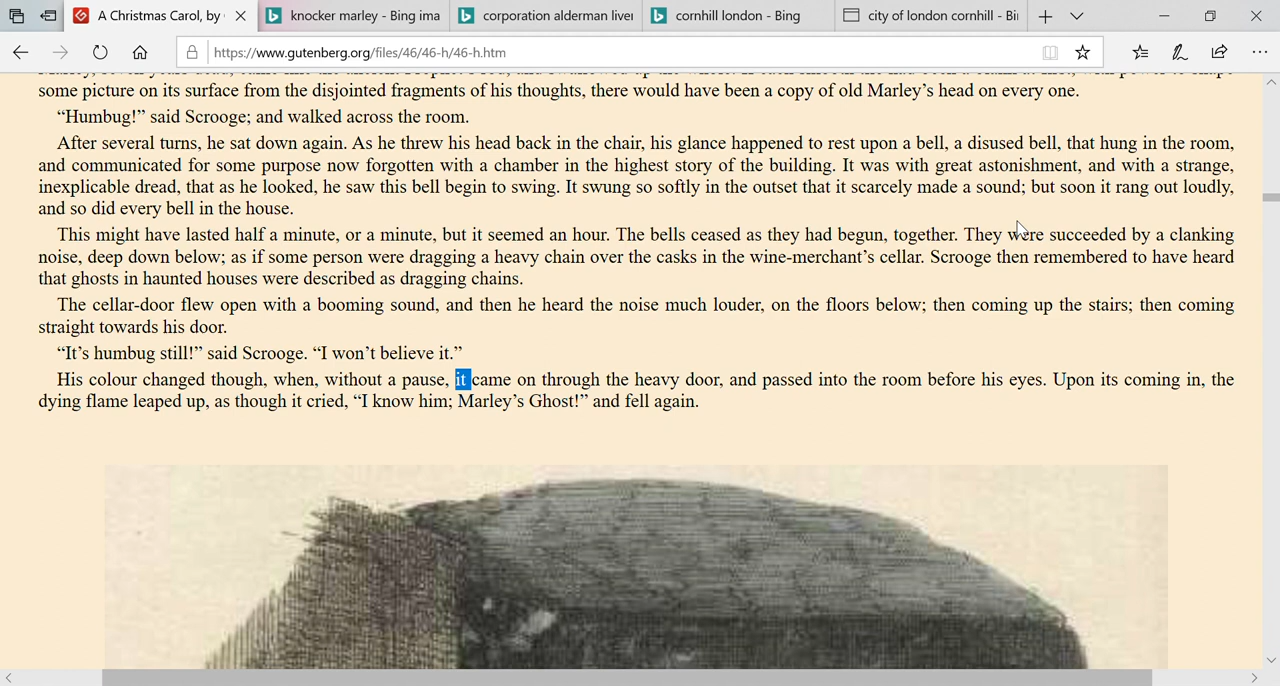 A Christmas Carol, by
knocker marley - Bing ima
corporation alderman liver
cornhill london - Bing
city of london cornhill - Bi
https://www.gutenberg.org/files/46/46-h/46-h.htm
some picture on its surface from the disjointed fragments of his thoughts, there would have been a copy of old Marley’s head on every one.
“Humbug!” said Scrooge; and walked across the room.
After several turns, he sat down again. As he threw his head back in the chair, his glance happened to rest upon a bell, a disused bell, that hung in the room,
and communicated for some purpose now forgotten with a chamber in the highest story of the building. It was with great astonishment, and with a strange,
inexplicable dread, that as he looked, he saw this bell begin to swing. It swung so softly in the outset that it scarcely made a sound; but soon it rang out loudly,
and so did every bell in the house.
This might have lasted half a minute, or a minute, but it seemed an hour. The bells ceased as they had begun, together. They were succeeded by a clanking
noise, deep down below; as if some person were dragging a heavy chain over the casks in the wine-merchant’s cellar. Scrooge then remembered to have heard
that ghosts in haunted houses were described as dragging chains.
The cellar-door flew open with a booming sound, and then he heard the noise much louder, on the floors below; then coming up the stairs; then coming
straight towards his door.
“It’s humbug still!” said Scrooge. “I won’t believe it.”
His colour changed though, when, without a pause, it came on through the heavy door, and passed into the room before his eyes. Upon its coming in, the
dying flame leaped up, as though it cried, “I know him; Marley’s Ghost!” and fell again.